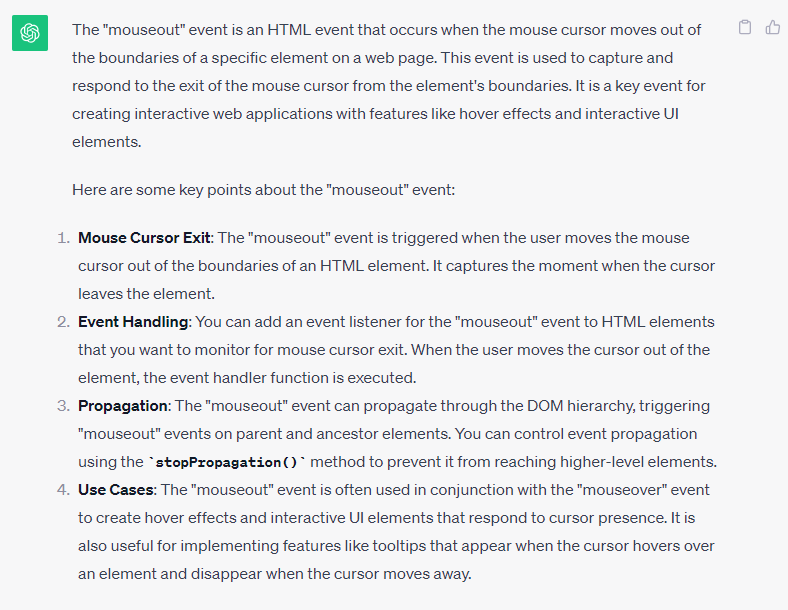 The "mouseout" event is an HTML event that occurs when the mouse cursor moves out of
the boundaries of a specific element on a web page. This event is used to capture and
respond to the exit of the mouse cursor from the element's boundaries. It is a key event for
creating interactive web applications with features like hover effects and interactive UI
elements.
Here are some key points about the "mouseout" event:
1. Mouse Cursor Exit: The "mouseout" event is triggered when the user moves the mouse
cursor out of the boundaries of an HTML element. It captures the moment when the cursor
leaves the element.
2. Event Handling: You can add an event listener for the "mouseout" event to HTML elements
that you want to monitor for mouse cursor exit. When the user moves the cursor out of the
element, the event handler function is executed.
3. Propagation: The "mouseout" event can propagate through the DOM hierarchy, triggering
"mouseout" events on parent and ancestor elements. You can control event propagation
using the `stopPropagation()` method to prevent it from reaching higher-level elements.
4. Use Cases: The "mouseout" event is often used in conjunction with the "mouseover" event
to create hover effects and interactive UI elements that respond to cursor presence. It is
also useful for implementing features like tooltips that appear when the cursor hovers over
an element and disappear when the cursor moves away.